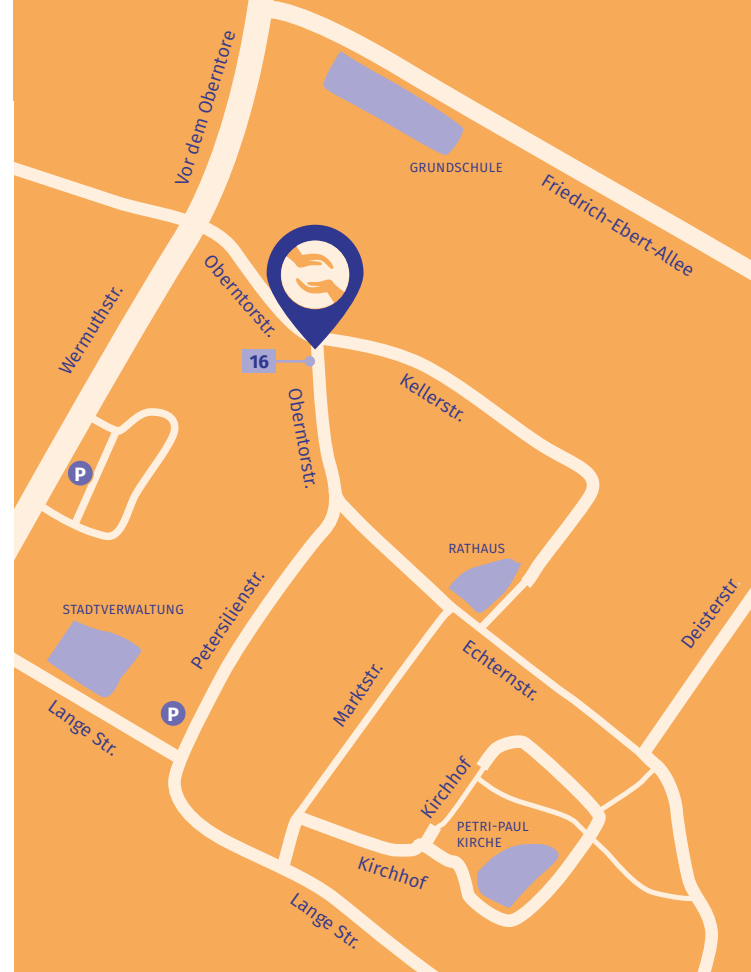 Vor dem Oberntore
GRUNDSCHULE
Friedrich-Ebert-Allee
Oberntorstr.
Wermuthstr.
16
Kellerstr.
Oberntorstr.
P
RATHAUS
Petersilienstr.
STADTVERWALTUNG
Deisterstr
Echternstr.
Marktstr.
P
Lange Str.
Kirchhof
PETRI-PAUL
KIRCHE
Kirchhof
Lange Str.